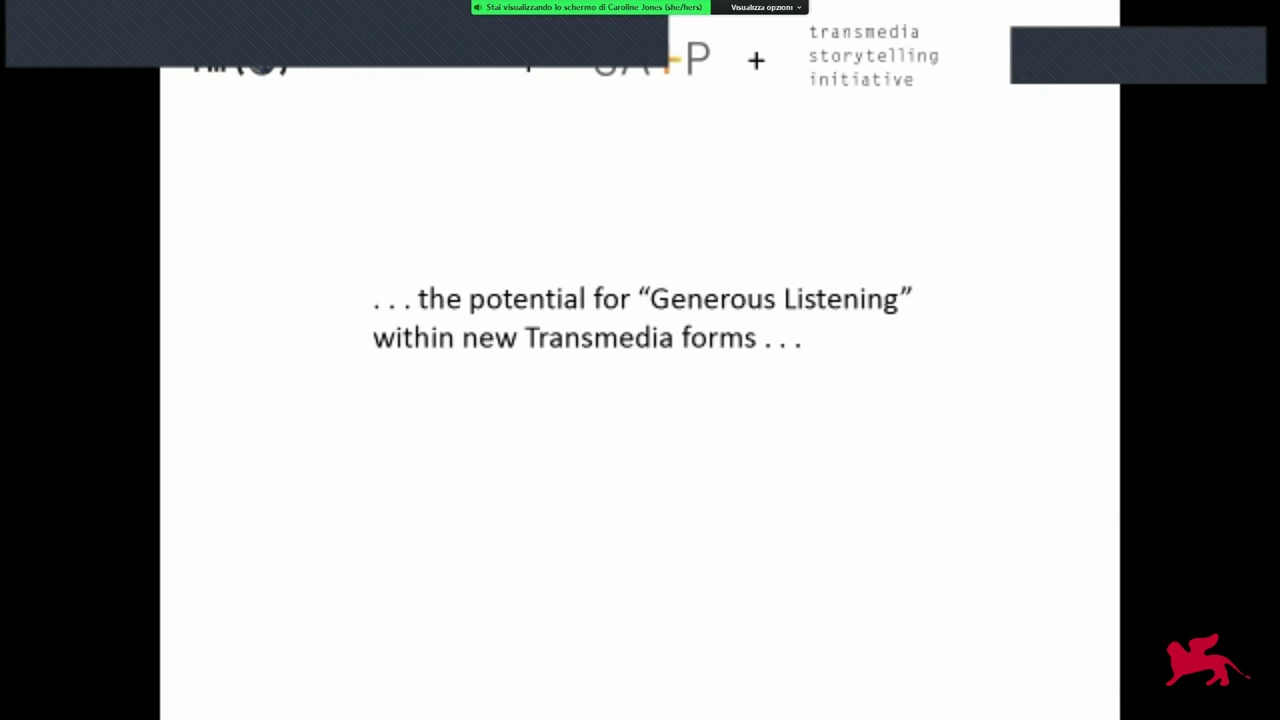 Stai visualizzando lo schermo di Caroline Jones (she/hers) Visualizza opzioni
+P + transmedia
storytelling
initiative
. . . the potential for “Generous Listening”
within new Transmedia forms . . .